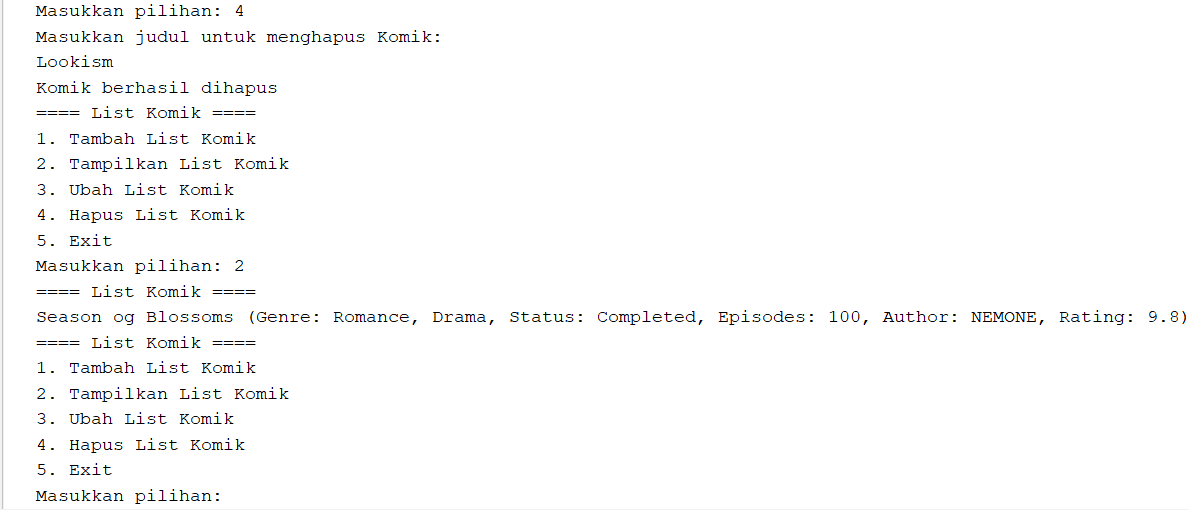 Masukkan pilihan: 4
Masukkan judul untuk menghapus Komik:
Lookism
Komik berhasil dihapus
==== List Komik ====
1. Tambah List Komik
2. Tampilkan List Komik
3. Ubah List Komik
4. Hapus List Komik
5. Exit
Masukkan pilihan: 2
==== List Komik ====
Season og Blossoms (Genre: Romance, Drama, Status: Completed, Episodes: 100, Author: NEMONE, Rating: 9.8)
==== List Komik ====
1. Tambah List Komik
2. Tampilkan List Komik
3. Ubah List Komik
4. Hapus List Komik
5. Exit
Masukkan pilihan: